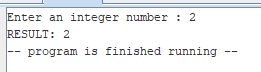 Enter an integer number : 2
RESULT: 2
-- program is finished running --